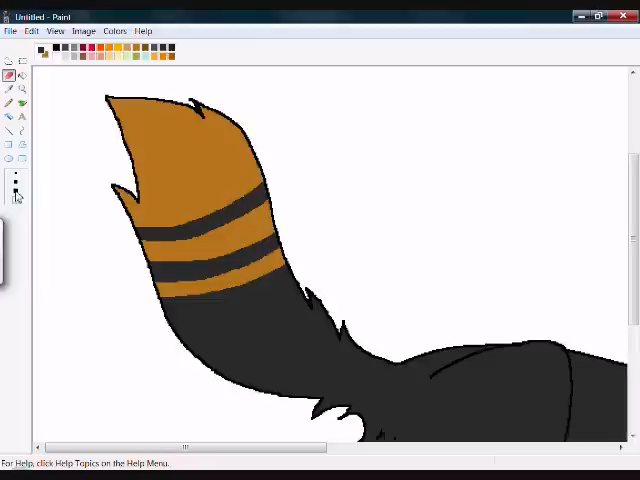 Untitled - Paint
File Edit View Image Colors Help
A
For Help, click Help Topics on the Help Menu.